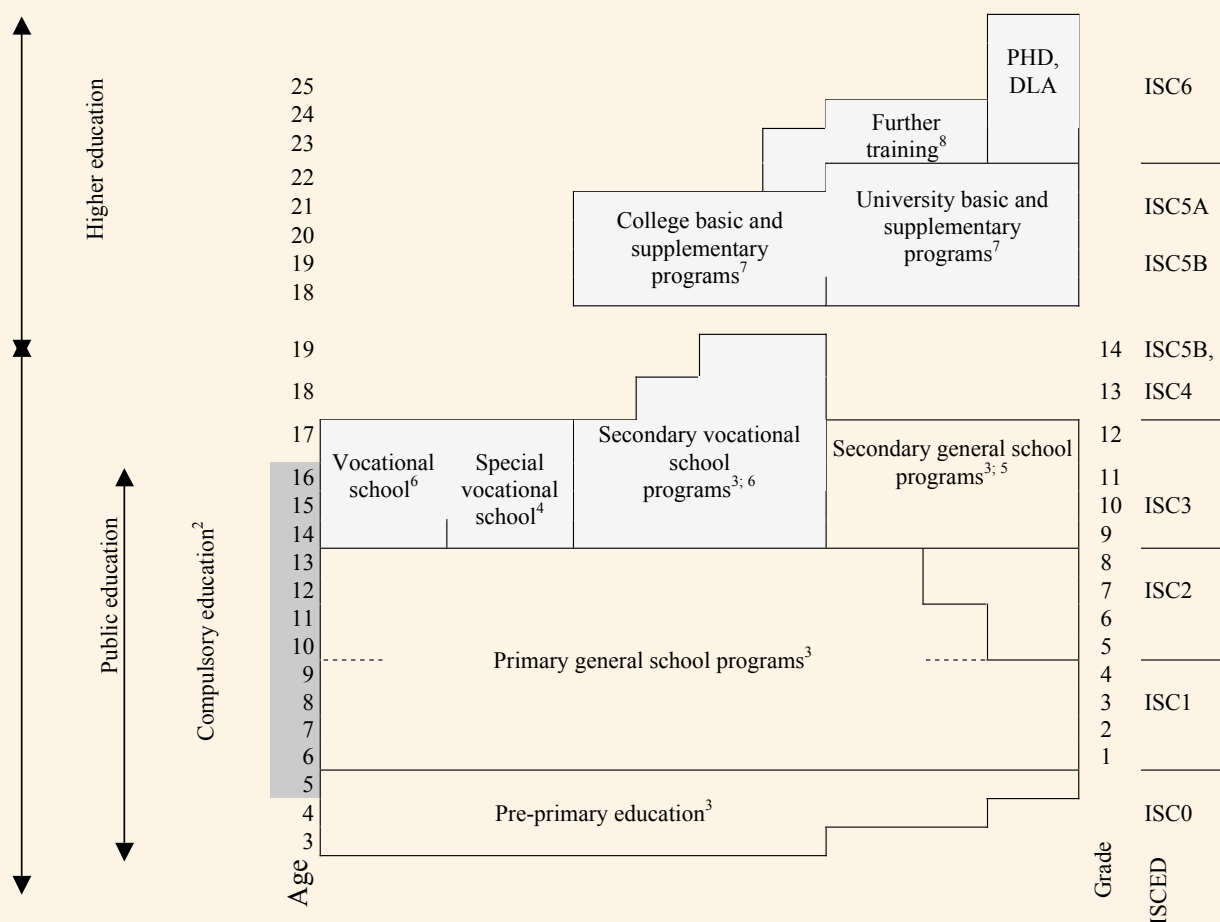 PHD,
DLA
25 ISC6
24
Further
training8
23
22
University basic and
supplementary
programs7
21 ISC5A
College basic and
supplementary
programs7
20
19 ISC5B
18
Higher education
19 14 ISC5B,
18 13 ISC4
17 12
Vocational
school6
Special
vocational
school4
Secondary vocational
school
programs3; 6
Secondary general school
programs3; 5
16 11
15 10 ISC3
14 9
13 8
12 7 ISC2
11 6
10 5
Primary general school programs3
9 4
8 3 ISC1
7 2
6 1
5
Pre-primary education3
4 ISC0
3
Public education
Compulsory education2
Age
Grade
ISCED